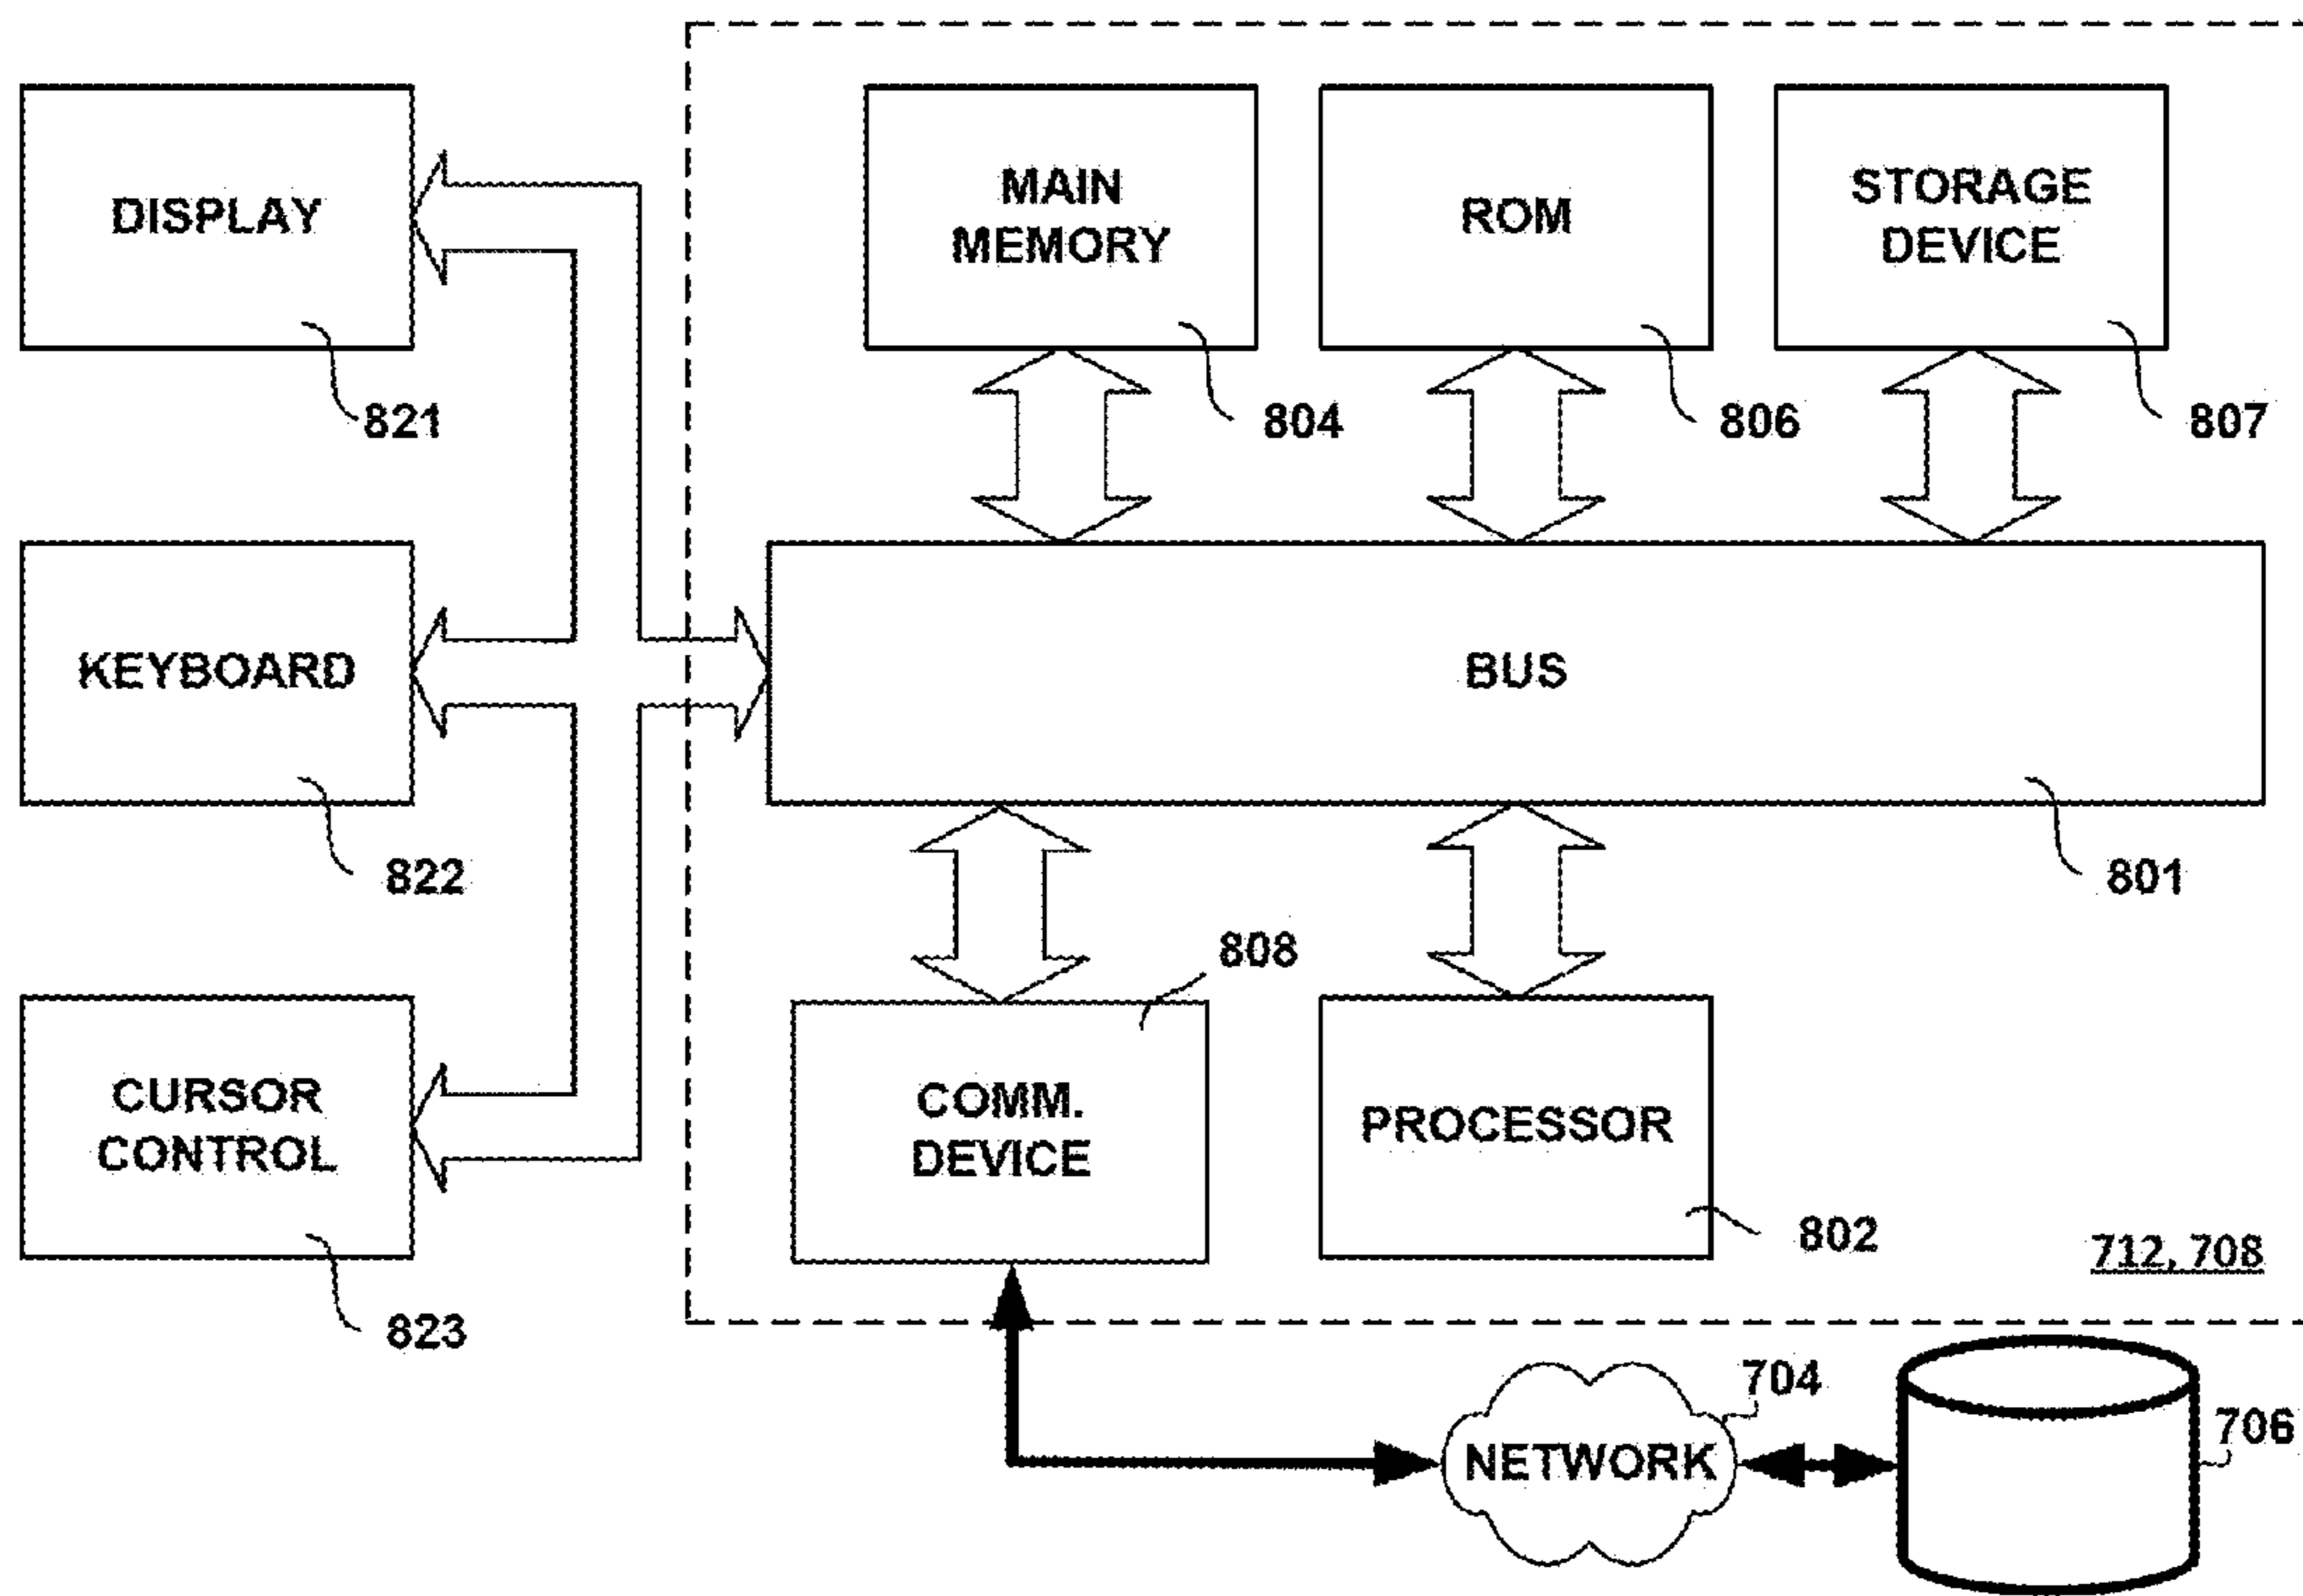 DISPLAY
821
MAIN
MEMORY
804
ROM
806
STORAGE
DEVICE
807
KEYBOARD
822
BUS
801
CURSOR
CONTROL
823
808
COMM.
DEVICE
PROCESSOR
802
712, 708
704
NETWORK
706